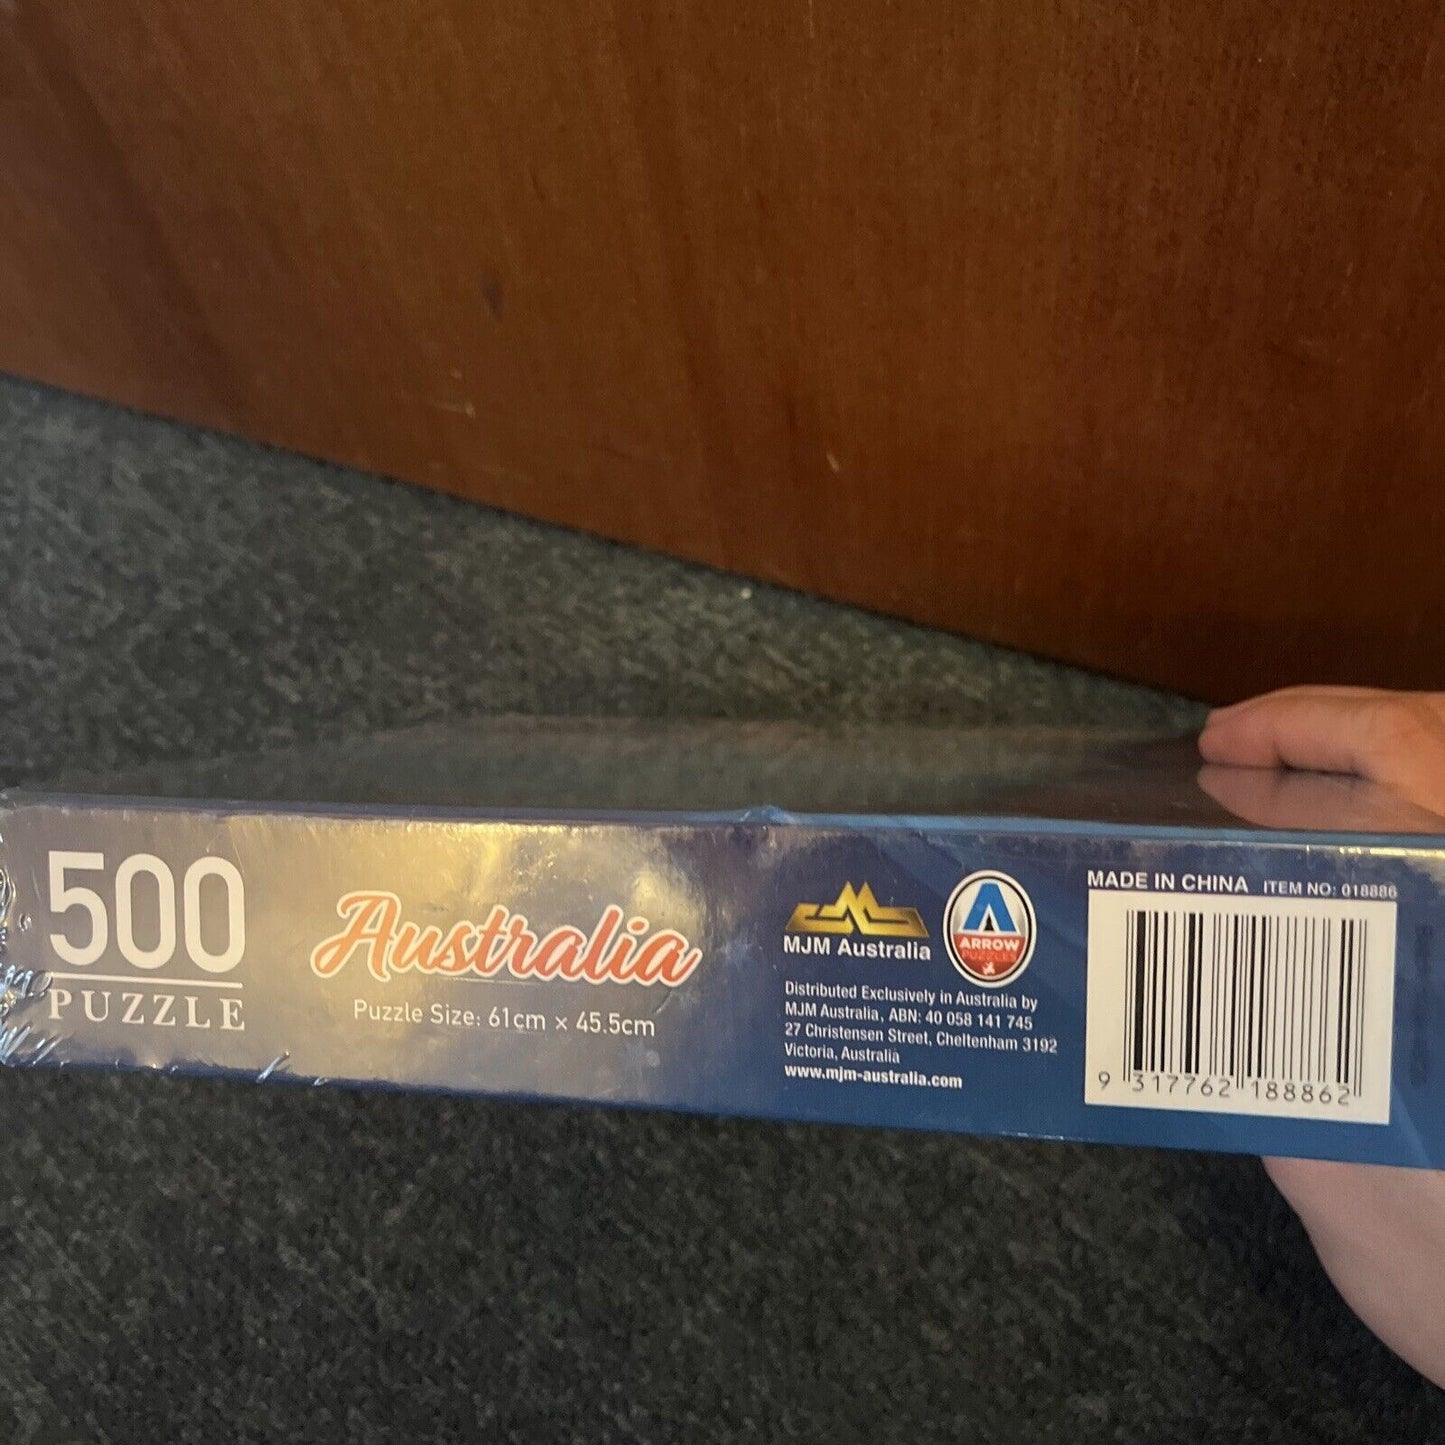 500
PUZZLE
Australia
Puzzle Size: 61cm × 45.5cm
MJM Australia
ARROW
PUZZLES
Distributed Exclusively in Australia by
MJM Australia, ABN: 40 058 141 745
27 Christensen Street, Cheltenham 3192
Victoria, Australia
www.mjm-australia.com
MADE IN CHINA ITEM NO: 018886
9 317762 188862